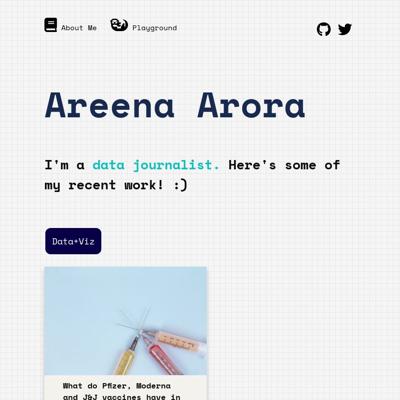 About Me Playground
Areena Arora
I'm a data journalist. Here's some of
my recent work! :)
Data+Viz
What do Pfizer, Moderna
and J&J vaccines have in